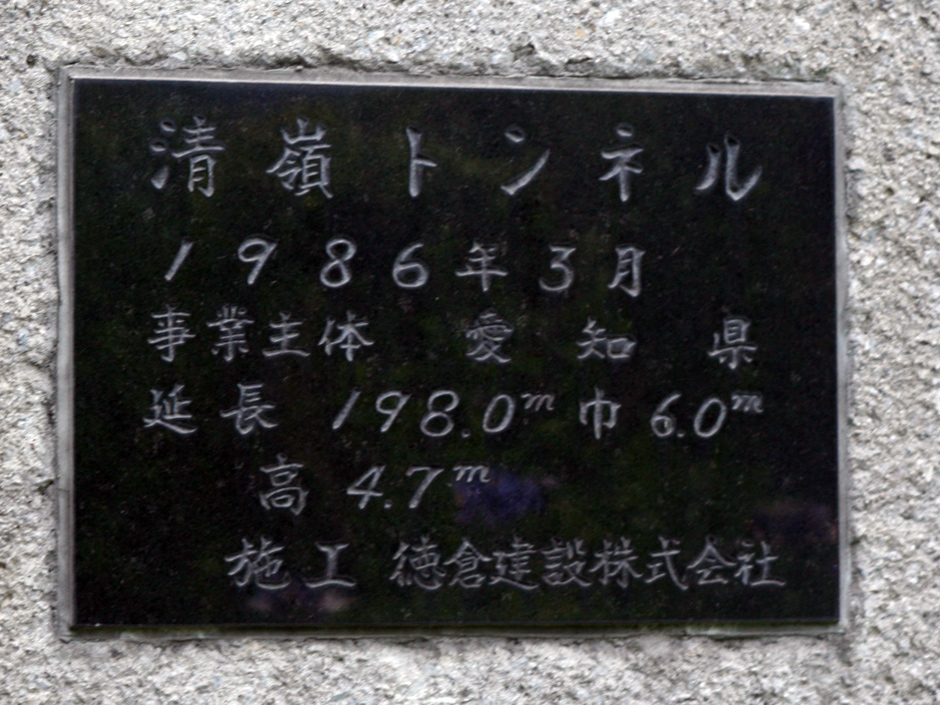 清嶺トンネル
1986年3月
事業主体 愛知県
延長 198.0m 巾 6.0m
高 4.7m
施工 徳倉建設株式会社